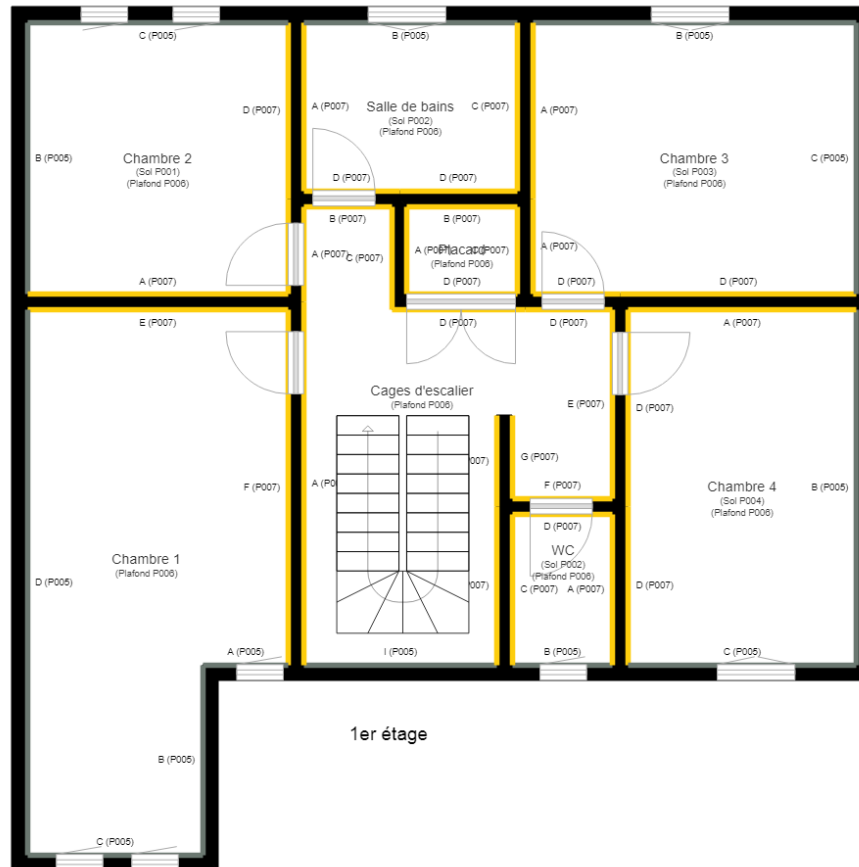 C (P005)
D (P007)
B (P005)
Chambre 2
(Sol P001)
(Plafond P006)
A (P007)
B (P005)
A (P007)
Salle de bains
(Sol P002)
(Plafond P006)
C (P007)
D (P007)
D (P007)
B (P005)
A (P007)
C (P005)
Chambre 3
(Sol P003)
(Plafond P006)
A (P007)
D (P007)
D (P007)
B (P007)
A (P007)
C (P007)
B (P007)
Placard
(Plafond P006)
D (P007)
D (P007)
D (P007)
Cages d'escalier
(Plafond P006)
E (P007)
G (P007)
F (P007)
I (P005)
E (P007)
F (P007)
Chambre 1
(Plafond P006)
D (P005)
A (P005)
B (P005)
C (P005)
D (P007)
WC
(Sol P002)
(Plafond P006)
C (P007)
A (P007)
B (P005)
A (P007)
D (P007)
Chambre 4
(Sol P004)
(Plafond P006)
B (P005)
D (P007)
C (P005)
1er étage